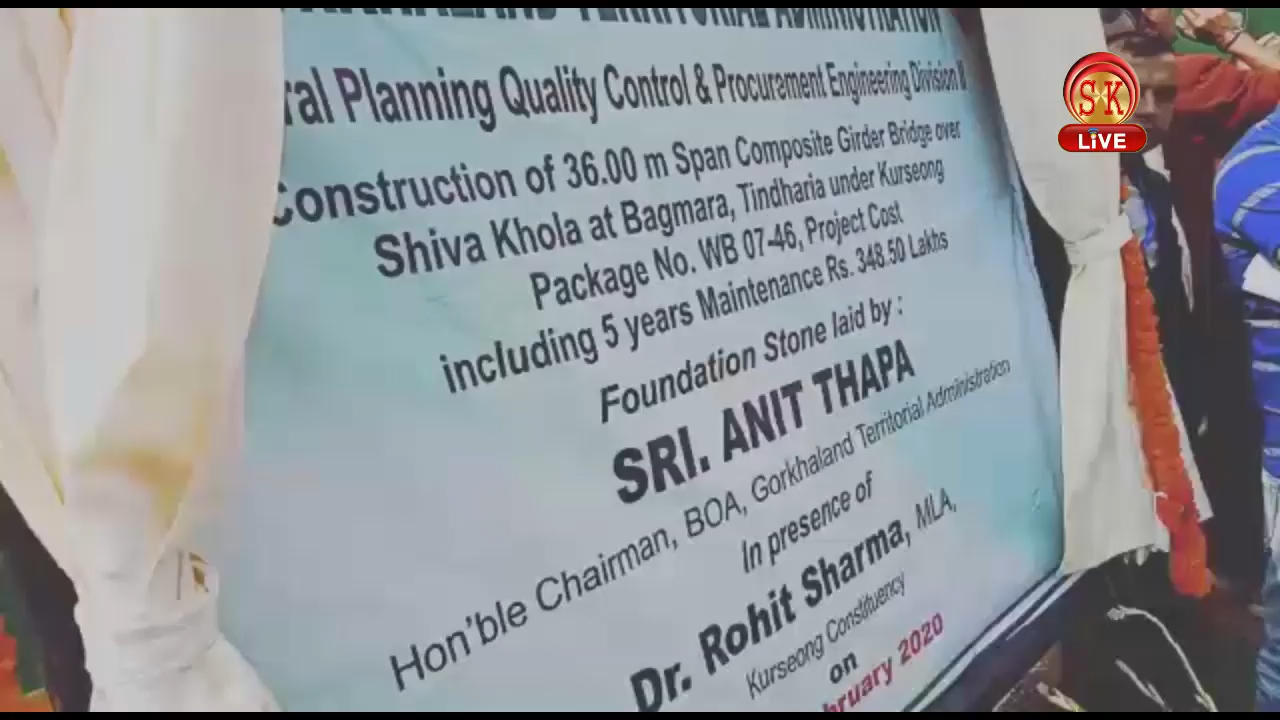 TERRITORIAL ADMINISTRATION
Planning Quality Control & Procurement Engineering Division II
Construction of 36.00 m Span Composite Girder Bridge over
Shiva Khola at Bagmara, Tindharia under Kurseong
Package No. WB 07-46, Project Cost
including 5 years Maintenance Rs. 348.50 Lakhs
Foundation Stone laid by :
SRI. ANIT THAPA
Hon'ble Chairman, BOA, Gorkhaland Territorial Administration
In presence of
Dr. Rohit Sharma, MLA,
Kurseong Constituency
on
2020
SK
LiVE